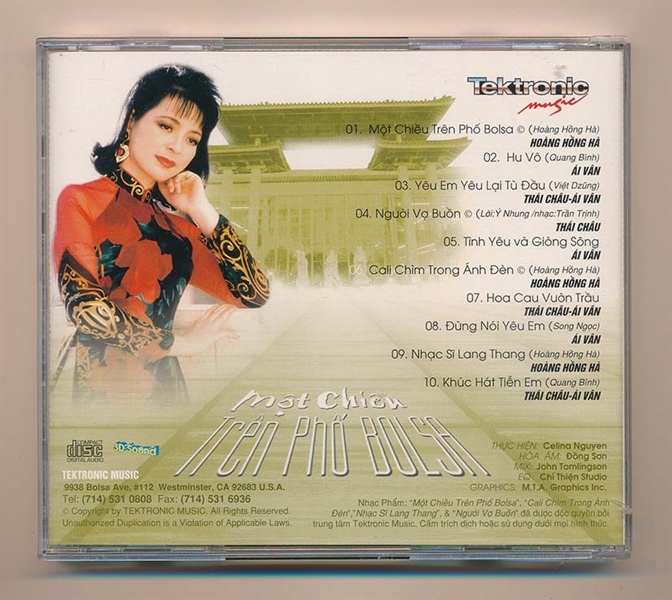 Tektronic
music
01. Một Chiều Trên Phố Bolsa © (Hoàng Hồng Hà)
HOÀNG HỒNG HÀ
02. Hư Vô (Quang Bình)
ÁI VÂN
03. Yêu Em Yêu Lại Từ Đầu (Việt Dzũng)
THÁI CHÂU-ÁI VÂN
04. Người Vợ Buồn © (Lời:Ý Nhung /nhạc:Trần Trịnh)
THÁI CHÂU
05. Tình Yêu và Giòng Sông
ÁI VÂN
06 Cali Chìm Trong Ánh Đèn © (Hoàng Hồng Hà)
HOÀNG HỒNG HÀ
07. Hoa Cau Vườn Trầu
THÁI CHÂU-ÁI VÂN
08. Đừng Nói Yêu Em (Song Ngọc)
ÁI VÂN
09. Nhạc Sĩ Lang Thang (Hoàng Hồng Hà)
HOÀNG HỒNG HÀ
10. Khúc Hát Tiễn Em (Quang Bình)
THÁI CHÂU-ÁI VÂN
Một Chiều
TRÊN PHỐ BOLSA
COMPACT
disc
DIGITAL AUDIO
3D Sound
TEKTRONIC MUSIC
9938 Bolsa Ave, #112 Westminster, CA 92683 U.S.A.
Tel: (714) 531 0808 Fax: (714) 531 6936
© Copyright by TEKTRONIC MUSIC. All Rights Reserved.
Unauthorized Duplication is a Violation of Applicable Laws.
THỰC HIỆN: Celina Nguyen
HÒA ÂM: Đồng Sơn
MIX: John Tomlingson
EQ: Chí Thiện Studio
GRAPHICS: M.T.A. Graphics Inc.
Nhạc Phẩm: "Một Chiều Trên Phố Bolsa", "Cali Chìm Trong Ánh
Đèn","Nhạc Sĩ Lang Thang", & "Người Vợ Buồn" đã được độc quyền bởi
trung tâm Tektronic Music. Cấm trích dịch hoặc sử dụng dưới mọi hình thức.